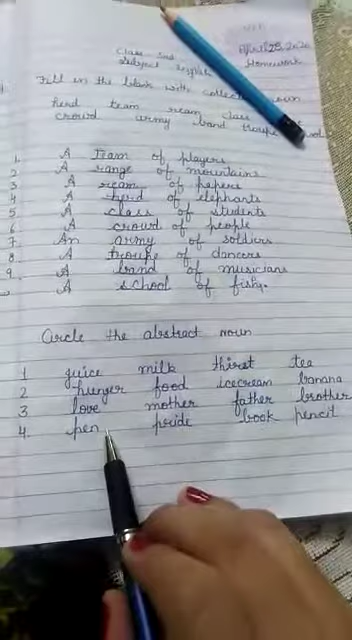 Class 2nd April 28, 2020
Subject English Homework
Fill in the blank with collective noun
herd team ream class
crowd army band troupe school
1. A Team of players
2 A range of mountains
3 A ream of papers
4 A herd of elephants
5 A class of students
6 A crowd of people
7 An army of soldiers
8 A troupe of dancers
9. A band of musicians
A school of fish.
Circle the abstract noun
1 juice milk thirst tea
2 hunger food icecream banana
3 love mother father brother
4. pen pride book pencil